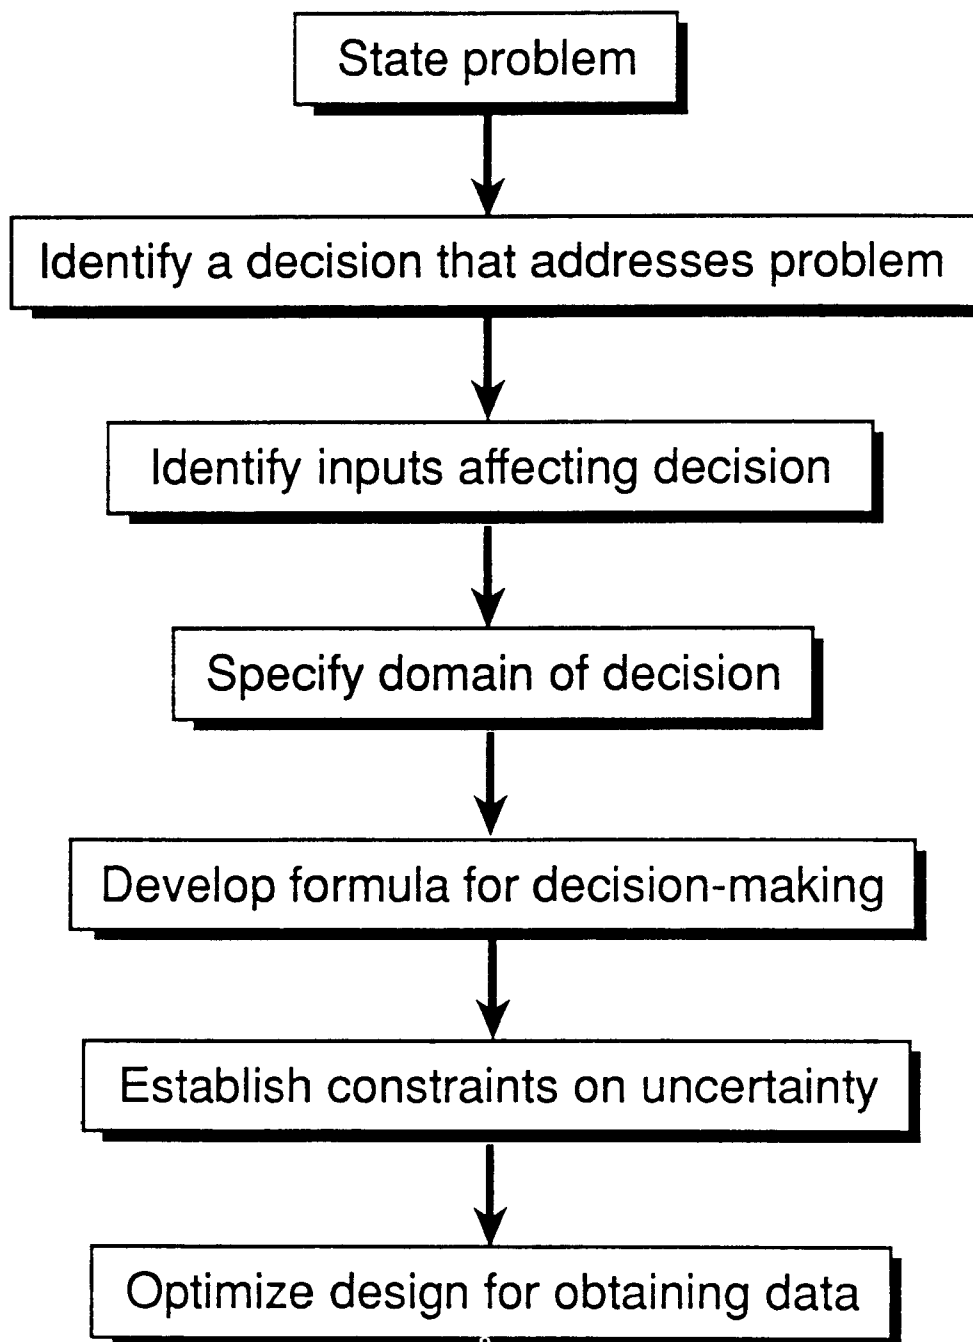 State problem
Identify a decision that addresses problem
Identify inputs affecting decision
Specify domain of decision
Develop formula for decision-making
Establish constraints on uncertainty
Optimize design for obtaining data